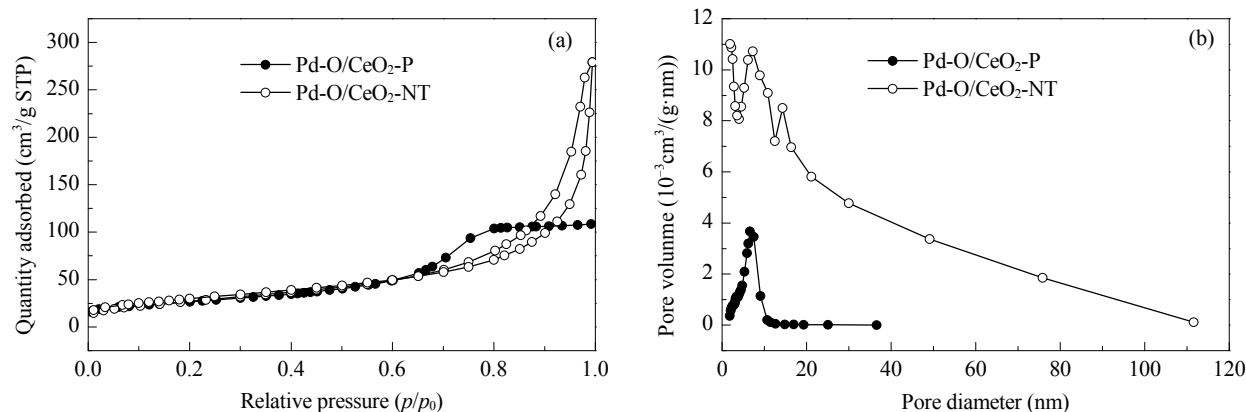 (a)
Quantity adsorbed (cm³/g STP)
300
250
200
150
100
50
0
Pd-O/CeO₂-P
Pd-O/CeO₂-NT
0.0 0.2 0.4 0.6 0.8 1.0
Relative pressure (p/p₀)
(b)
Pore volunme (10⁻³cm³/(g·nm))
12
10
8
6
4
2
0
Pd-O/CeO₂-P
Pd-O/CeO₂-NT
0 20 40 60 80 100 120
Pore diameter (nm)